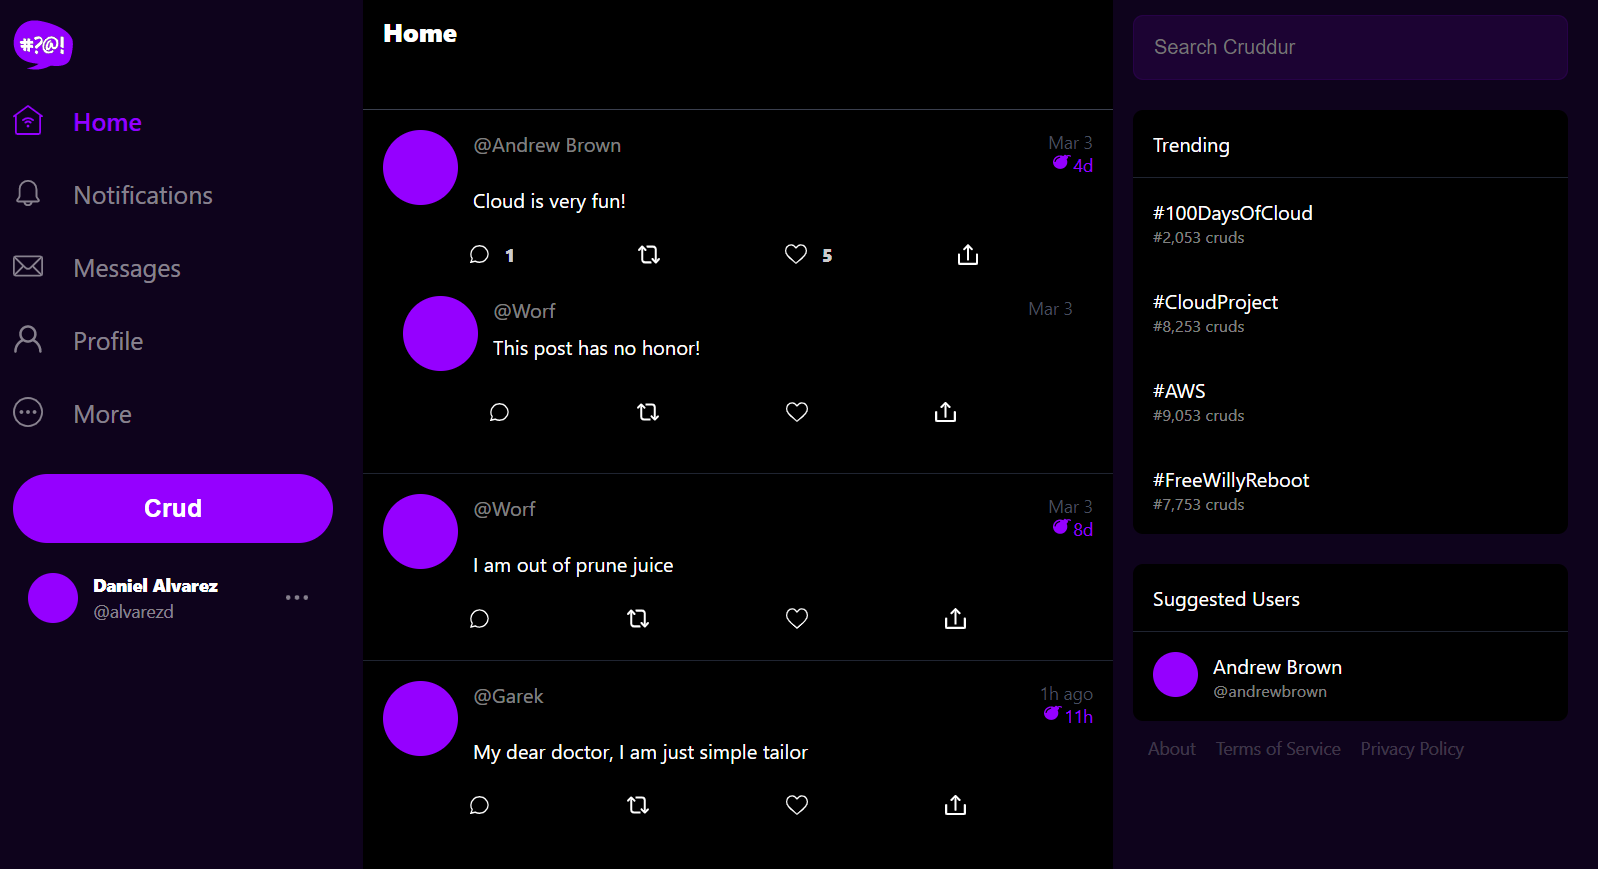 #?@!
Home
Notifications
Messages
Profile
More
Crud
Daniel Alvarez
@alvarezd
Home
@Andrew Brown
Mar 3
4d
Cloud is very fun!
1
5
@Worf
Mar 3
This post has no honor!
@Worf
Mar 3
8d
I am out of prune juice
@Garek
1h ago
11h
My dear doctor, I am just simple tailor
Search Cruddur
Trending
#100DaysOfCloud
#2,053 cruds
#CloudProject
#8,253 cruds
#AWS
#9,053 cruds
#FreeWillyReboot
#7,753 cruds
Suggested Users
Andrew Brown
@andrewbrown
About Terms of Service Privacy Policy